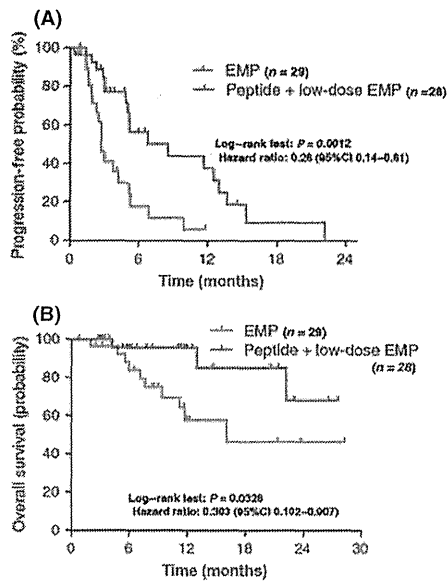 (A)
Progression-free probability (%)
100
80
60
40
20
0
EMP (n = 29)
Peptide + low-dose EMP (n = 28)
Log-rank test: P = 0.0012
Hazard ratio: 0.28 (95%CI 0.14–0.61)
0 6 12 18 24
Time (months)
(B)
Overall survival (probability)
100
80
60
40
20
0
EMP (n = 29)
Peptide + low-dose EMP
(n = 28)
Log-rank test: P = 0.0328
Hazard ratio: 0.303 (95%CI 0.102–0.907)
0 6 12 18 24 30
Time (months)